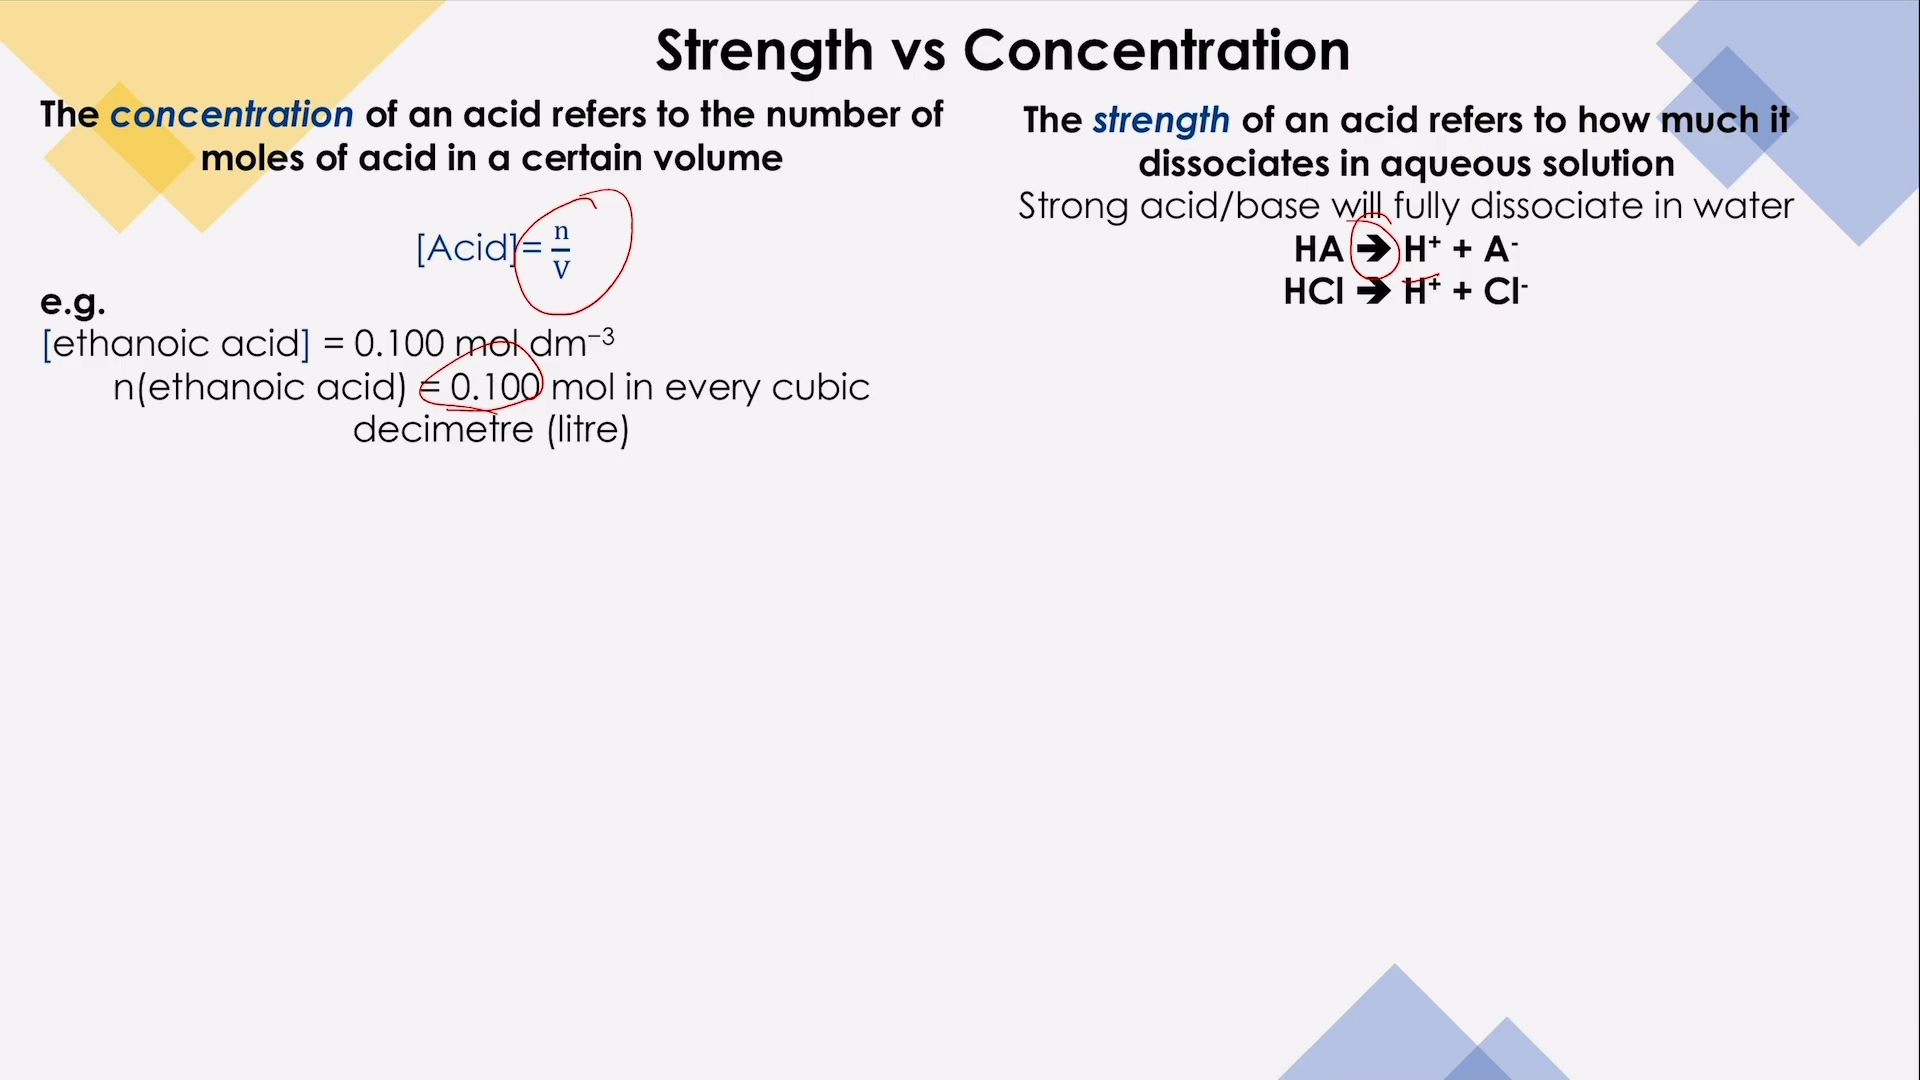 Strength vs Concentration
The concentration of an acid refers to the number of
moles of acid in a certain volume
[Acid]= n/V
e.g.
[ethanoic acid] = 0.100 mol dm⁻³
n(ethanoic acid) = 0.100 mol in every cubic
decimetre (litre)
The strength of an acid refers to how much it
dissociates in aqueous solution
Strong acid/base will fully dissociate in water
HA ➔ H⁺ + A⁻
HCl ➔ H⁺ + Cl⁻